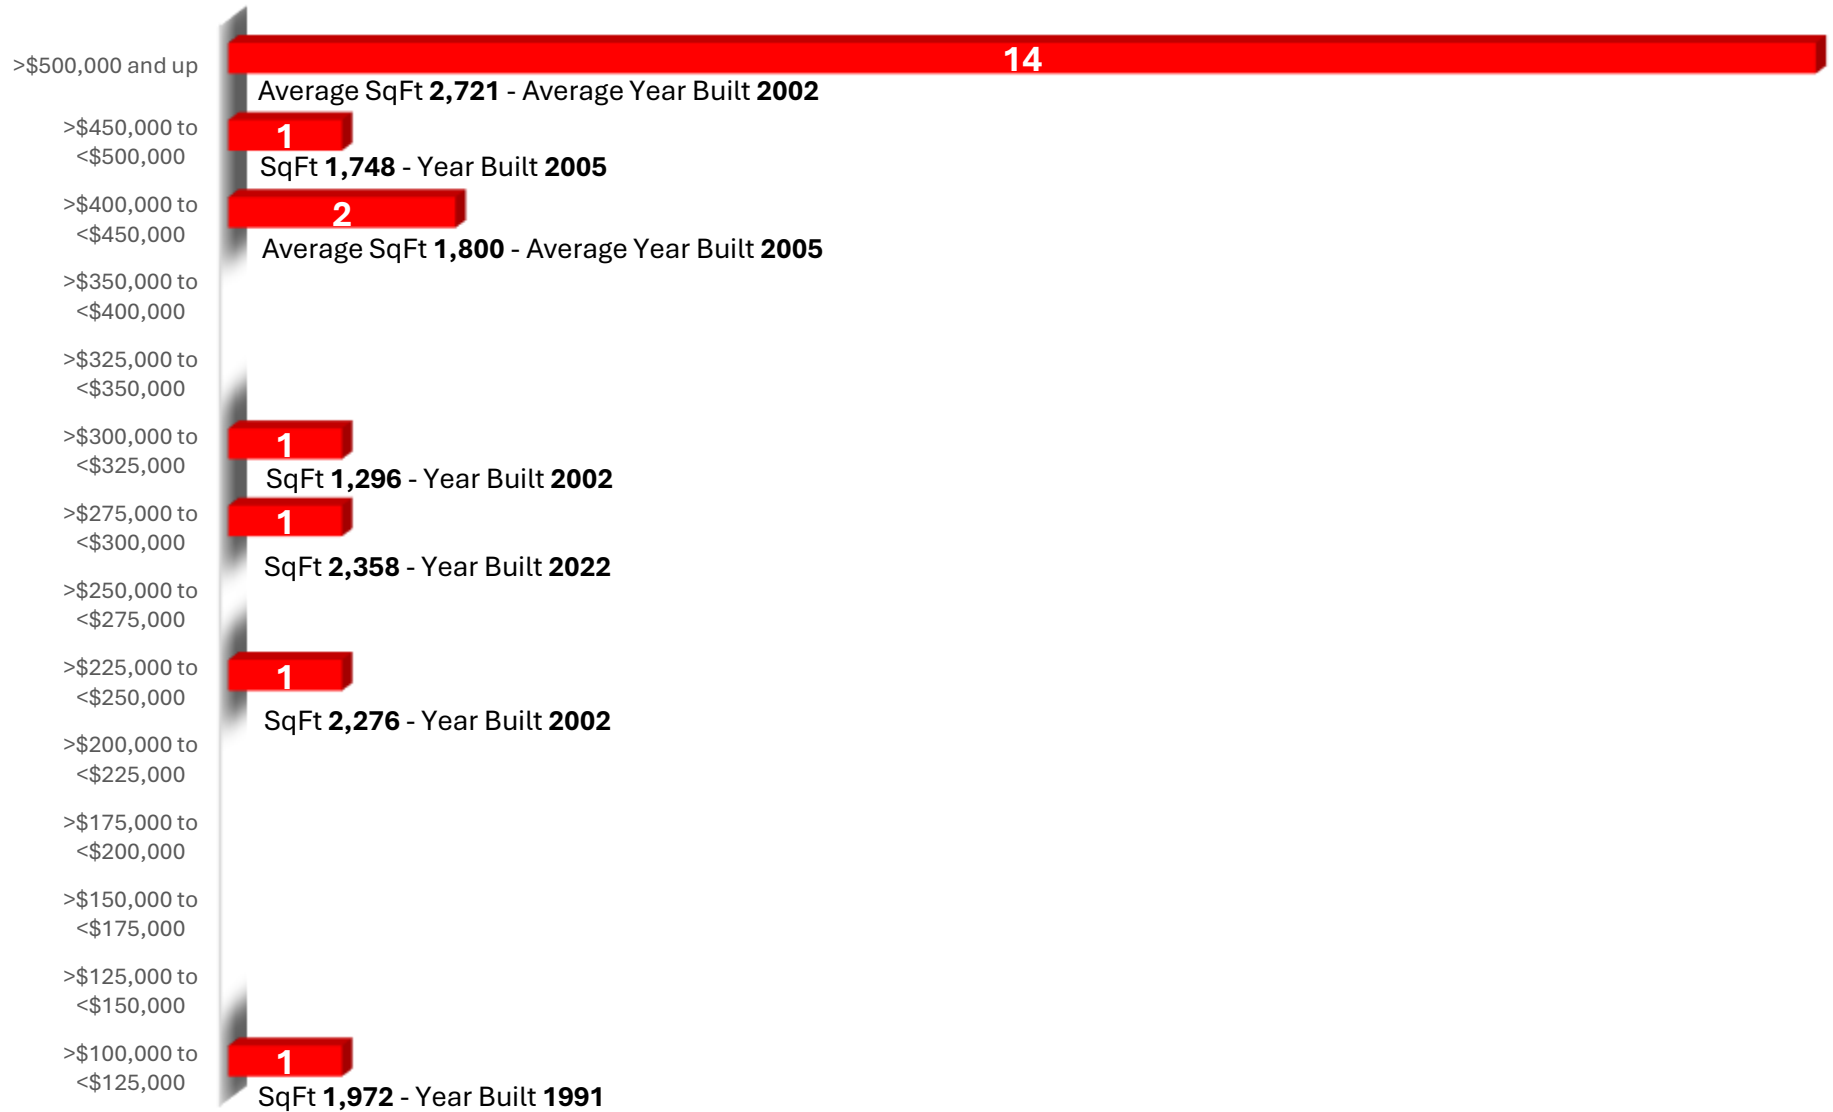 >$500,000 and up
14
Average SqFt 2,721 - Average Year Built 2002
>$450,000 to
<$500,000
1
SqFt 1,748 - Year Built 2005
>$400,000 to
<$450,000
2
Average SqFt 1,800 - Average Year Built 2005
>$350,000 to
<$400,000
>$325,000 to
<$350,000
>$300,000 to
<$325,000
1
SqFt 1,296 - Year Built 2002
>$275,000 to
<$300,000
1
SqFt 2,358 - Year Built 2022
>$250,000 to
<$275,000
>$225,000 to
<$250,000
1
SqFt 2,276 - Year Built 2002
>$200,000 to
<$225,000
>$175,000 to
<$200,000
>$150,000 to
<$175,000
>$125,000 to
<$150,000
>$100,000 to
<$125,000
1
SqFt 1,972 - Year Built 1991